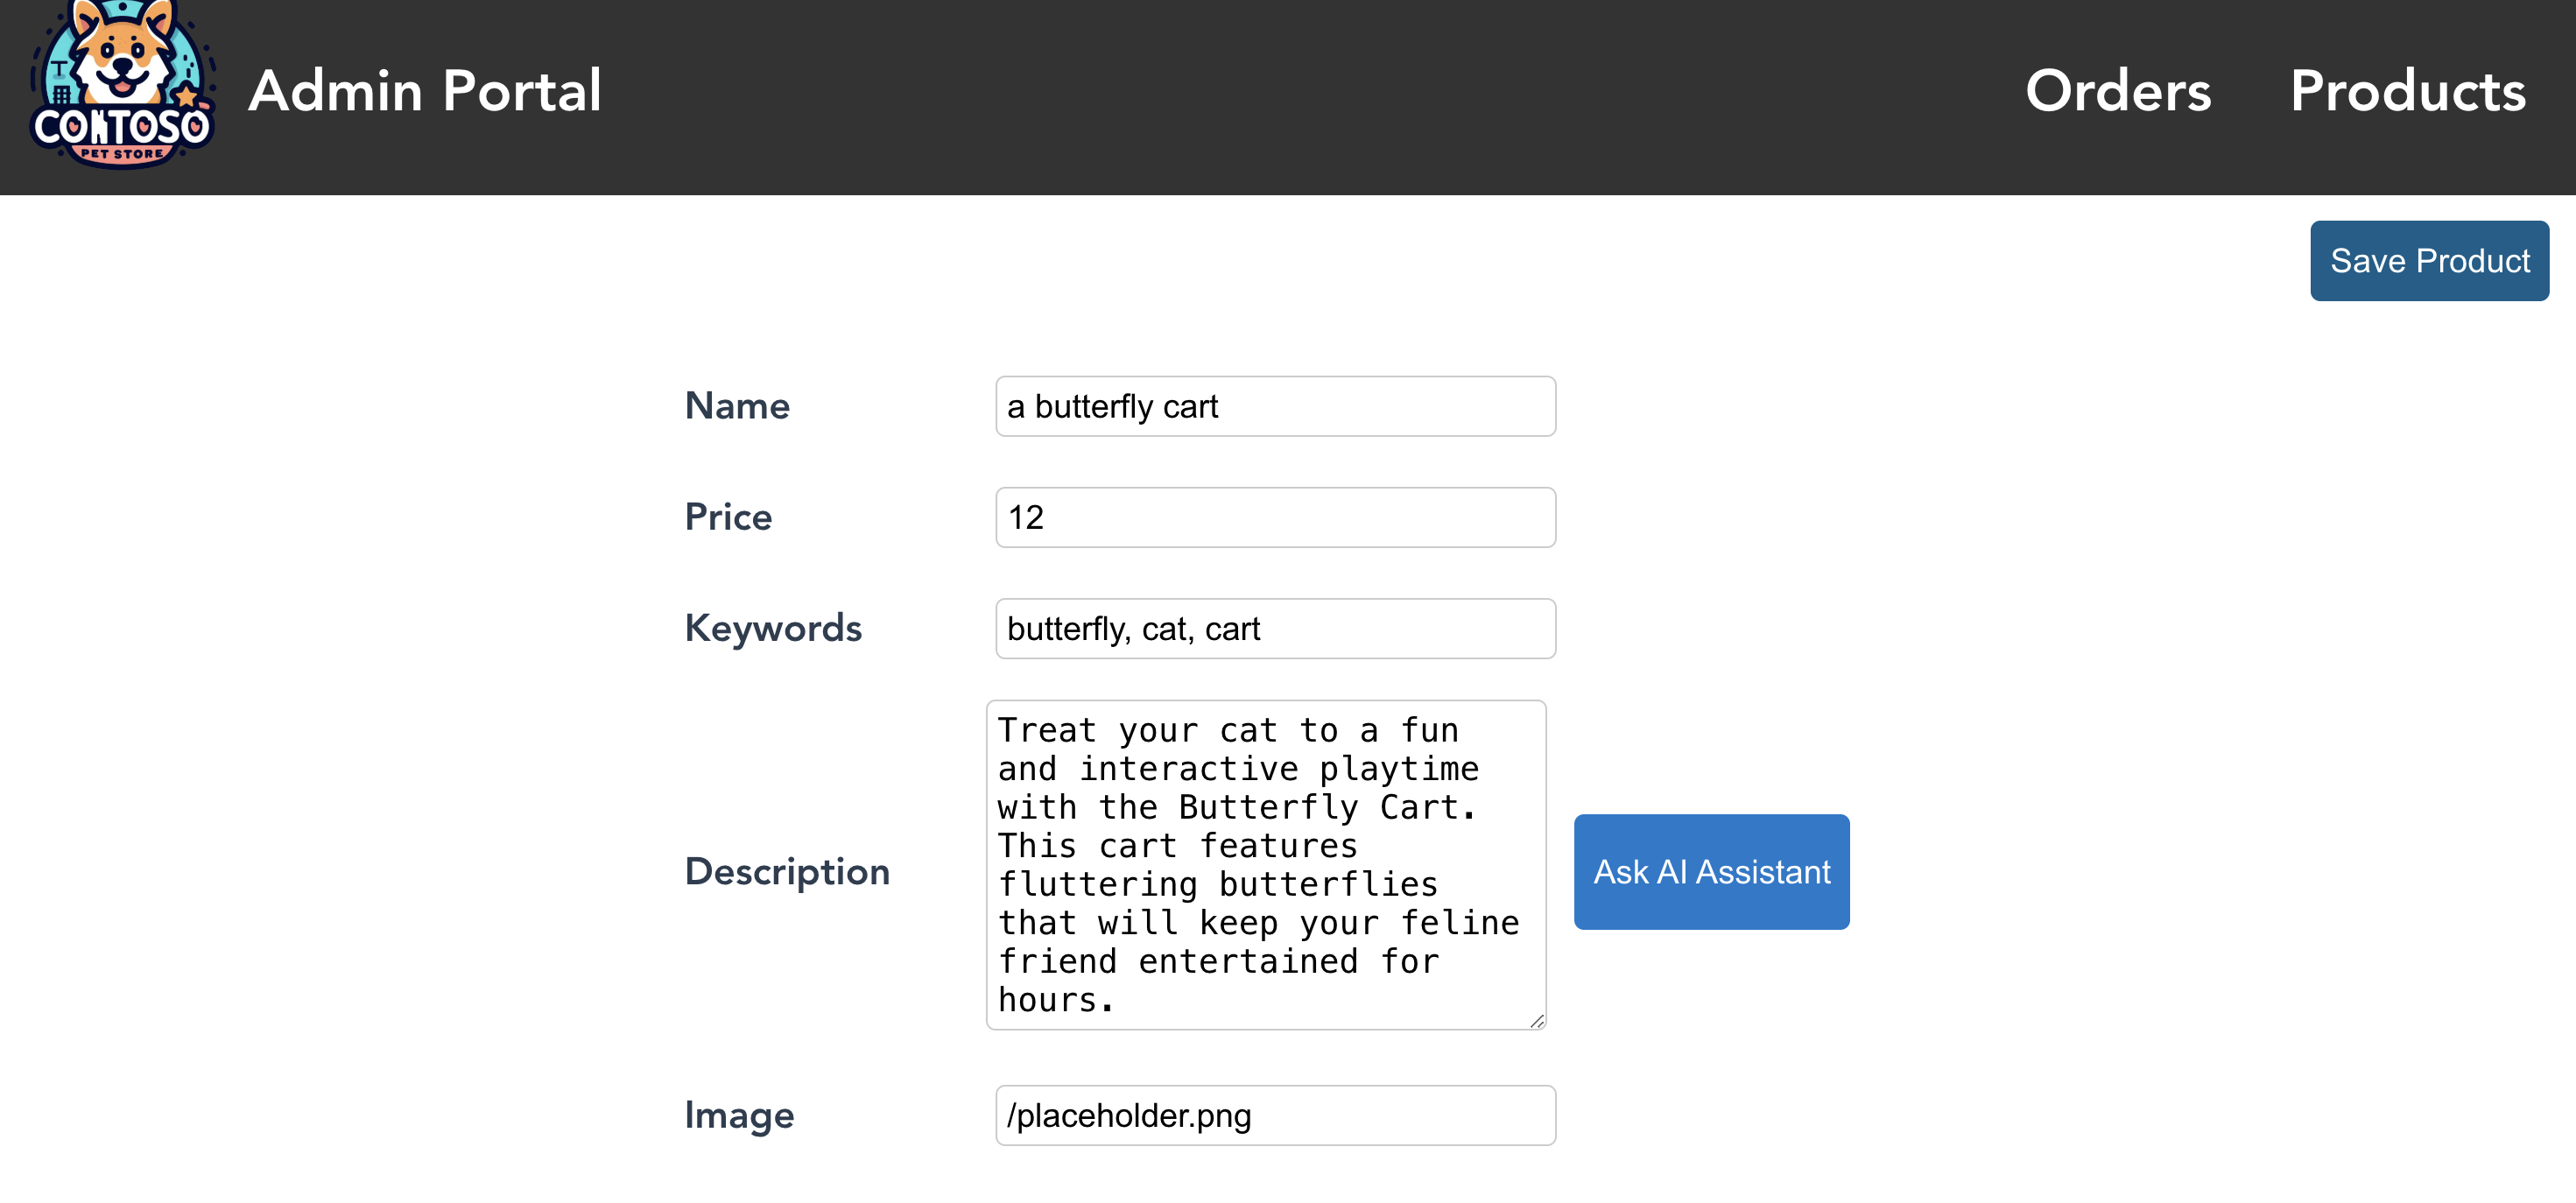 CONTOSO
PET STORE
Admin Portal
Orders
Products
Save Product
Name
a butterfly cart
Price
12
Keywords
butterfly, cat, cart
Description
Treat your cat to a fun
and interactive playtime
with the Butterfly Cart.
This cart features
fluttering butterflies
that will keep your feline
friend entertained for
hours.
Ask AI Assistant
Image
/placeholder.png